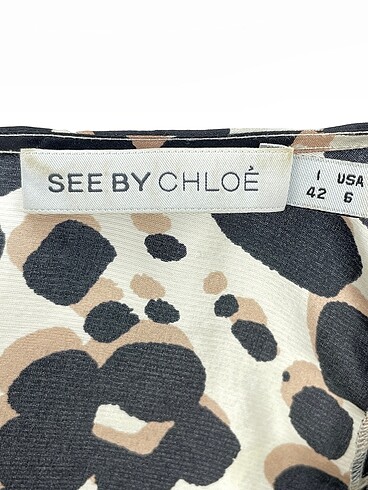 SEE BY CHLOÉ
I USA
42 6